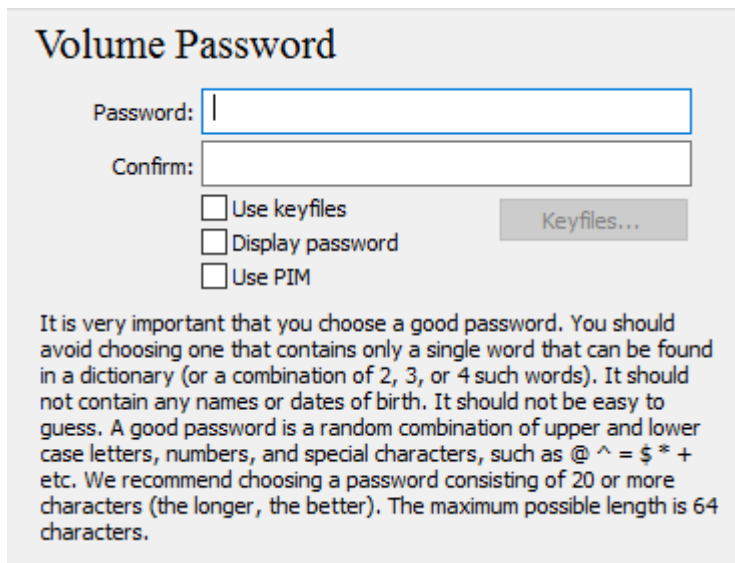 Volume Password
Password:
Confirm:
Use keyfiles
Keyfiles...
Display password
Use PIM
It is very important that you choose a good password. You should
avoid choosing one that contains only a single word that can be found
in a dictionary (or a combination of 2, 3, or 4 such words). It should
not contain any names or dates of birth. It should not be easy to
guess. A good password is a random combination of upper and lower
case letters, numbers, and special characters, such as @ ^ = $ * +
etc. We recommend choosing a password consisting of 20 or more
characters (the longer, the better). The maximum possible length is 64
characters.